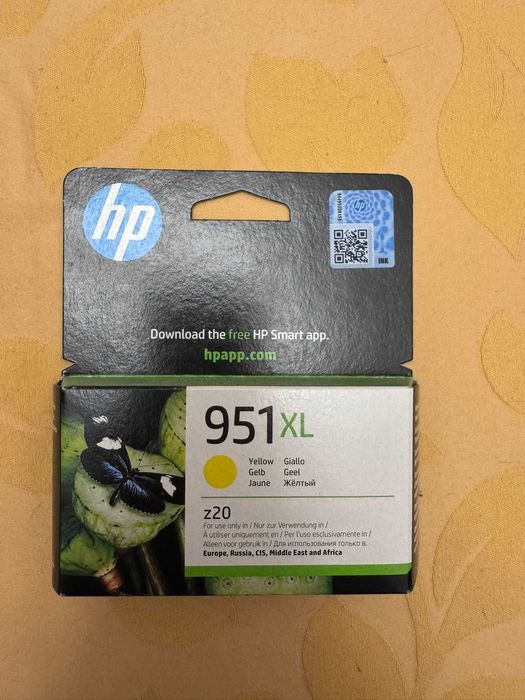 hp
hp
INK
Download the free HP Smart app.
hpapp.com
951XL
Yellow Giallo
Gelb Geel
Jaune Жёлтый
z20
For use only in / Nur zur Verwendung in /
À utiliser uniquement en / Per l'uso esclusivamente in /
Alleen voor gebruik in / Для использования только в:
Europe, Russia, CIS, Middle East and Africa